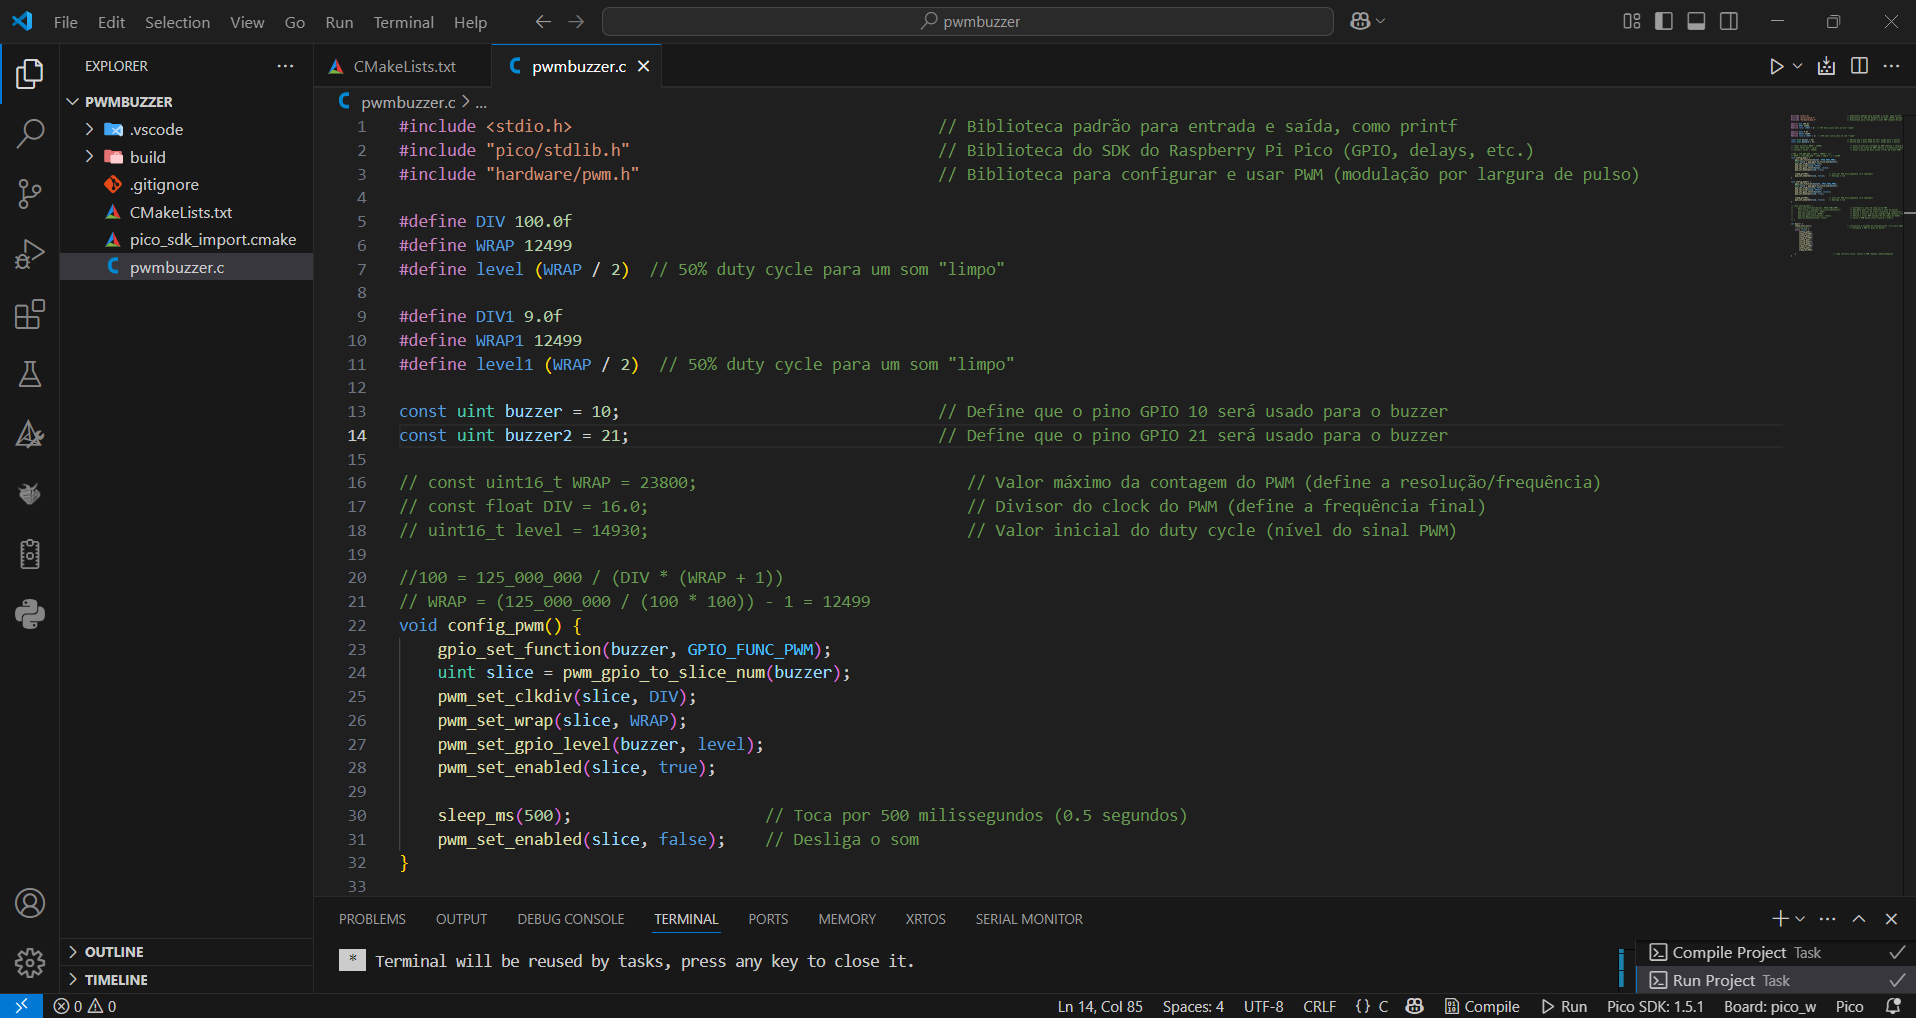 File Edit Selection View Go Run Terminal Help
pwmbuzzer
EXPLORER
PWMBUZZER
.vscode
build
.gitignore
CMakeLists.txt
pico_sdk_import.cmake
pwmbuzzer.c
OUTLINE
TIMELINE
CMakeLists.txt
pwmbuzzer.c
pwmbuzzer.c > ...
1 #include <stdio.h> // Biblioteca padrão para entrada e saída, como printf
2 #include "pico/stdlib.h" // Biblioteca do SDK do Raspberry Pi Pico (GPIO, delays, etc.)
3 #include "hardware/pwm.h" // Biblioteca para configurar e usar PWM (modulação por largura de pulso)
4
5 #define DIV 100.0f
6 #define WRAP 12499
7 #define level (WRAP / 2) // 50% duty cycle para um som "limpo"
8
9 #define DIV1 9.0f
10 #define WRAP1 12499
11 #define level1 (WRAP / 2) // 50% duty cycle para um som "limpo"
12
13 const uint buzzer = 10; // Define que o pino GPIO 10 será usado para o buzzer
14 const uint buzzer2 = 21; // Define que o pino GPIO 21 será usado para o buzzer
15
16 // const uint16_t WRAP = 23800; // Valor máximo da contagem do PWM (define a resolução/frequência)
17 // const float DIV = 16.0; // Divisor do clock do PWM (define a frequência final)
18 // uint16_t level = 14930; // Valor inicial do duty cycle (nível do sinal PWM)
19
20 //100 = 125_000_000 / (DIV * (WRAP + 1))
21 // WRAP = (125_000_000 / (100 * 100)) - 1 = 12499
22 void config_pwm() {
23 gpio_set_function(buzzer, GPIO_FUNC_PWM);
24 uint slice = pwm_gpio_to_slice_num(buzzer);
25 pwm_set_clkdiv(slice, DIV);
26 pwm_set_wrap(slice, WRAP);
27 pwm_set_gpio_level(buzzer, level);
28 pwm_set_enabled(slice, true);
29
30 sleep_ms(500); // Toca por 500 milissegundos (0.5 segundos)
31 pwm_set_enabled(slice, false); // Desliga o som
32 }
33
PROBLEMS OUTPUT DEBUG CONSOLE TERMINAL PORTS MEMORY XRTOS SERIAL MONITOR
* Terminal will be reused by tasks, press any key to close it.
Compile Project Task
Run Project Task
0 0 Ln 14, Col 85 Spaces: 4 UTF-8 CRLF {} C Compile Run Pico SDK: 1.5.1 Board: pico_w Pico